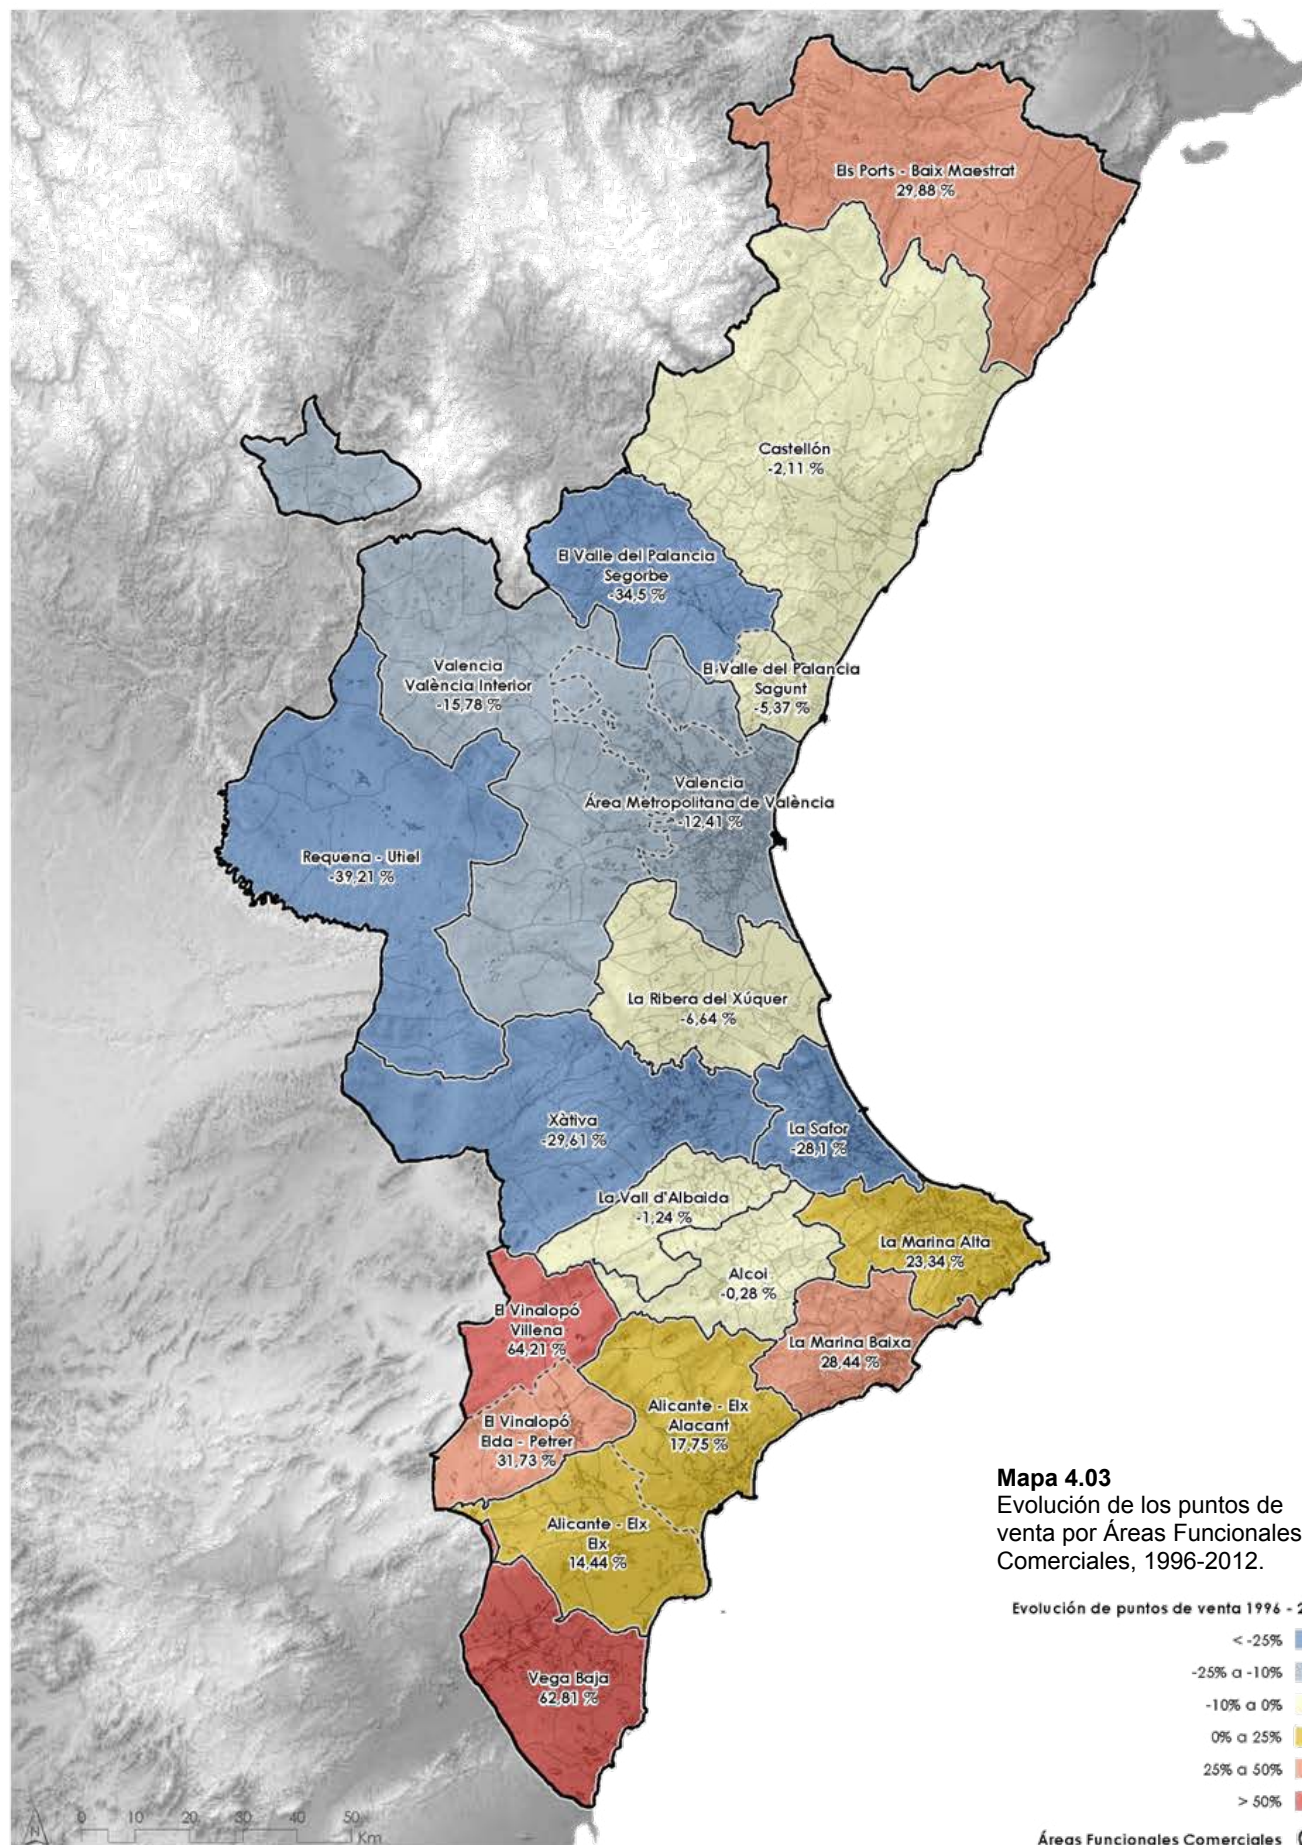 Els Ports - Baix Maestrat
29,88 %
Castellón
-2,11 %
El Valle del Palancia
Segorbe
-34,5 %
Valencia
València Interior
-15,78 %
El Valle del Palancia
Sagunt
-5,37 %
Valencia
Área Metropolitana de València
-12,41 %
Requena - Utiel
-39,21 %
La Ribera del Xúquer
-6,64 %
Xàtiva
-29,61 %
La Safor
-28,1 %
La Vall d'Albaida
-1,24 %
La Marina Alta
23,34 %
Alcoi
-0,28 %
El Vinalopó
Villena
64,21 %
La Marina Baixa
28,44 %
El Vinalopó
Elda - Petrer
31,73 %
Alicante - Elx
Alacant
17,75 %
Alicante - Elx
Elx
14,44 %
Vega Baja
62,81 %
Mapa 4.03
Evolución de los puntos de
venta por Áreas Funcionales
Comerciales, 1996-2012.
Evolución de puntos de venta 1996 - 2
< -25%
-25% a -10%
-10% a 0%
0% a 25%
25% a 50%
> 50%
Áreas Funcionales Comerciales
N
0 10 20 30 40 50
Km